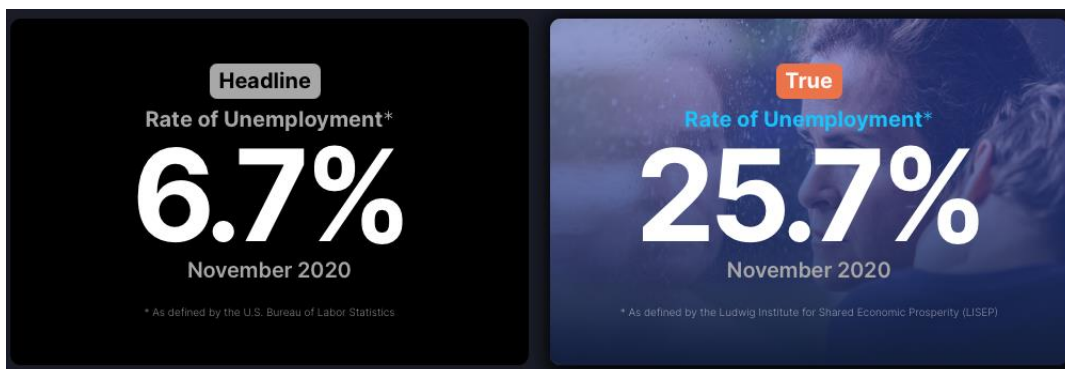 Headline
Rate of Unemployment*
6.7%
November 2020
* As defined by the U.S. Bureau of Labor Statistics
True
Rate of Unemployment*
25.7%
November 2020
* As defined by the Ludwig Institute for Shared Economic Prosperity (LISEP)